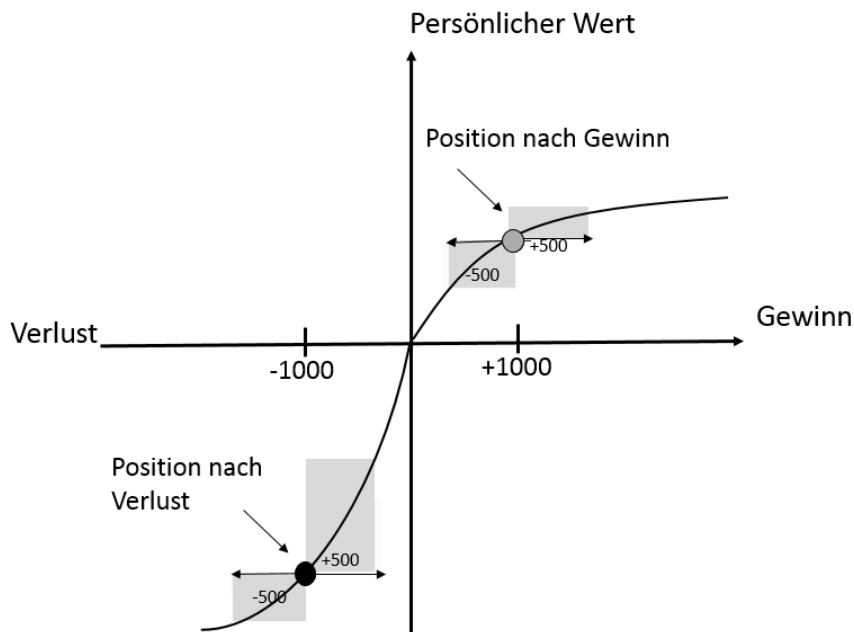 Persönlicher Wert
Position nach Gewinn
+500
-500
Verlust
Gewinn
-1000
+1000
Position nach
Verlust
+500
-500